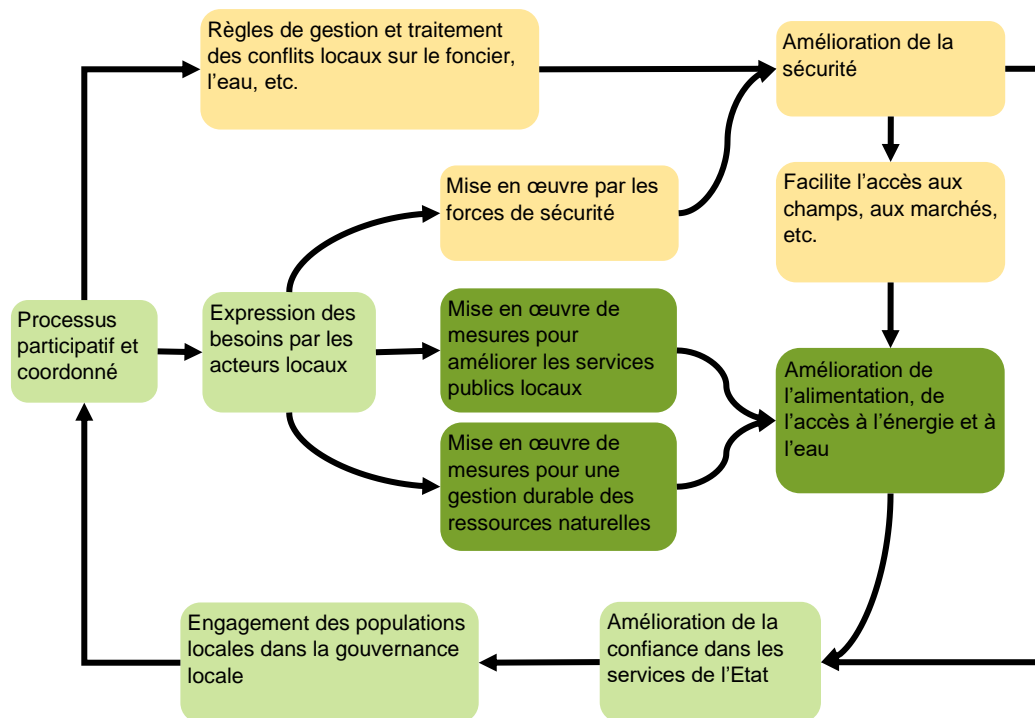 Règles de gestion et traitement
des conflits locaux sur le foncier,
l’eau, etc.
Amélioration de la
sécurité
Mise en œuvre par les
forces de sécurité
Facilite l’accès aux
champs, aux marchés,
etc.
Processus
participatif et
coordonné
Expression des
besoins par les
acteurs locaux
Mise en œuvre de
mesures pour
améliorer les services
publics locaux
Amélioration de
l’alimentation, de
l’accès à l’énergie et à
l’eau
Mise en œuvre de
mesures pour une
gestion durable des
ressources naturelles
Engagement des populations
locales dans la gouvernance
locale
Amélioration de la
confiance dans les
services de l’Etat